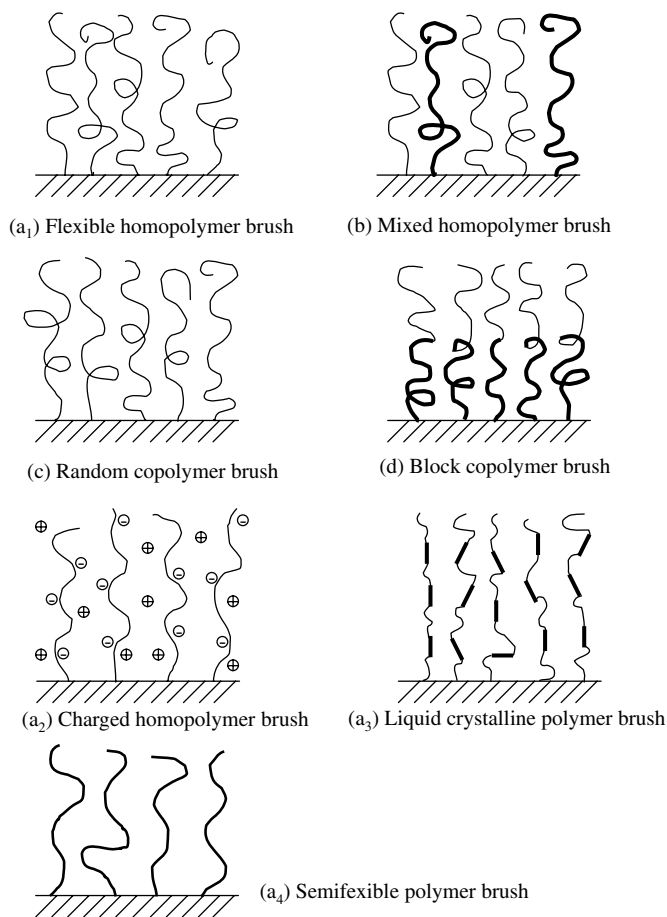 (a₁) Flexible homopolymer brush
(b) Mixed homopolymer brush
(c) Random copolymer brush
(d) Block copolymer brush
(a₂) Charged homopolymer brush
(a₃) Liquid crystalline polymer brush
(a₄) Semifexible polymer brush